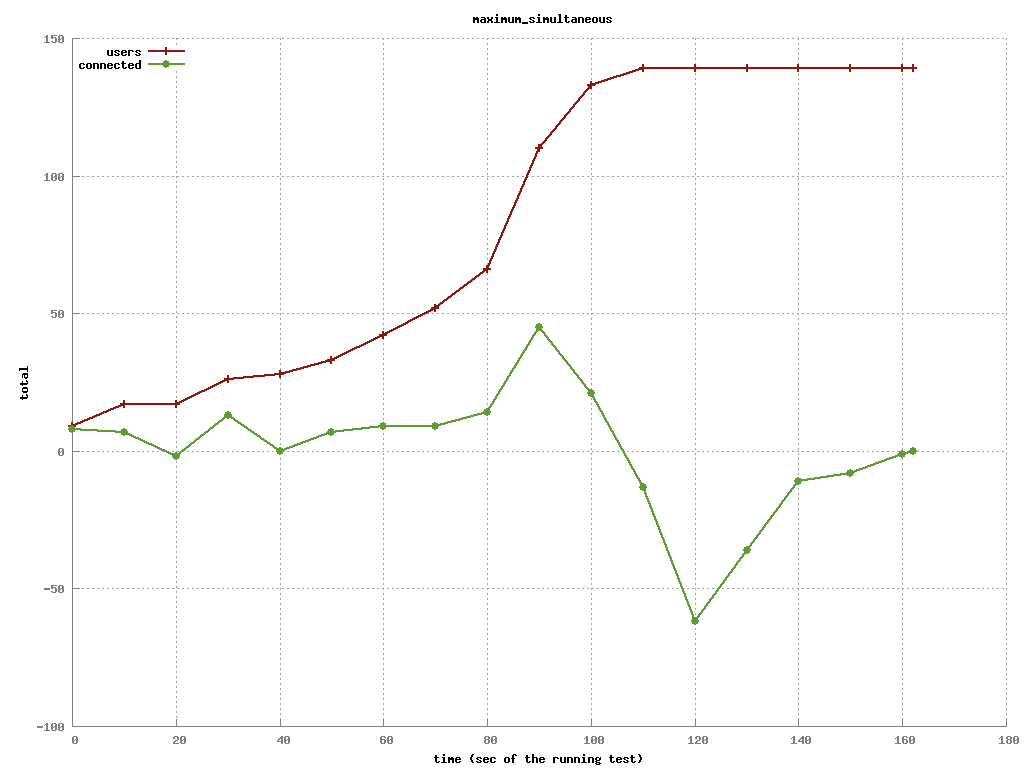 maximum_simultaneous
users
connected
150
100
50
0
-50
-100
total
0 20 40 60 80 100 120 140 160 180
time (sec of the running test)